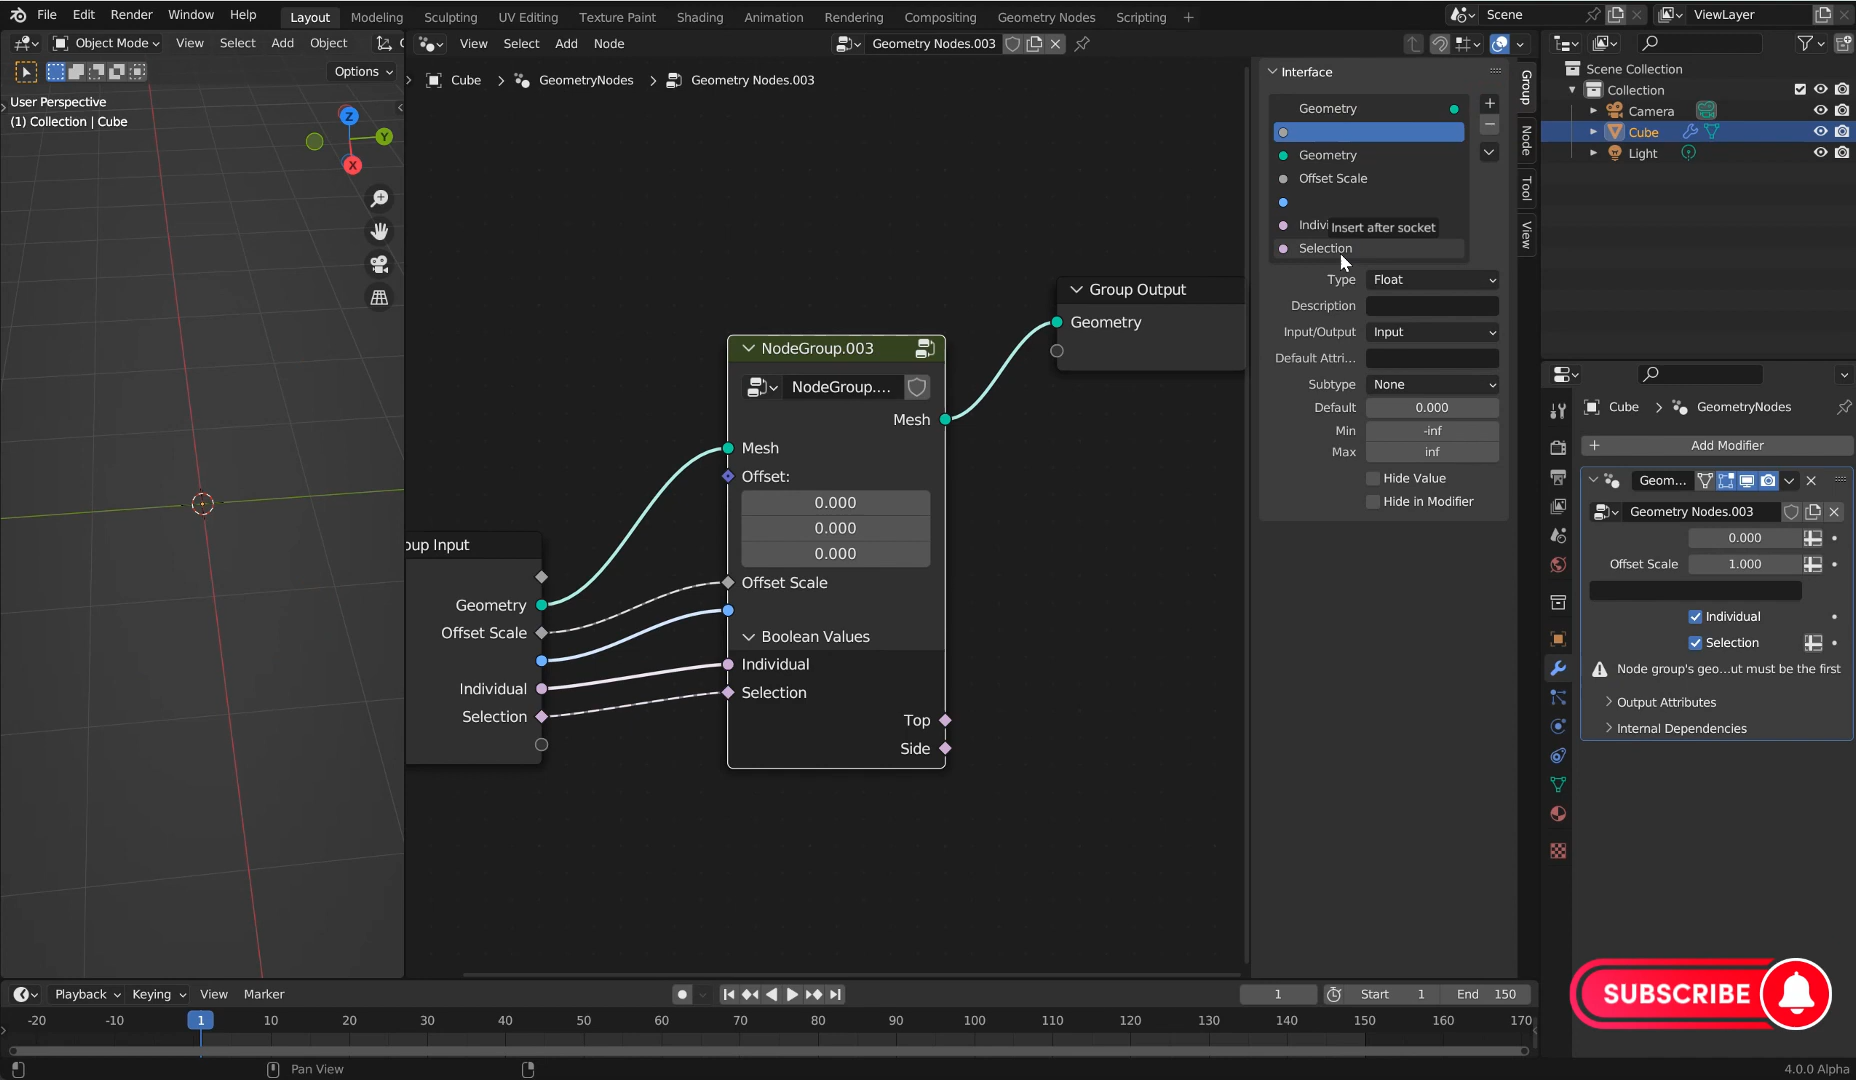 File Edit Render Window Help Layout Modeling Sculpting UV Editing Texture Paint Shading Animation Rendering Compositing Geometry Nodes Scripting + Scene ViewLayer
Object Mode View Select Add Object
Options
User Perspective
(1) Collection | Cube
Z
Y
X
View Select Add Node Geometry Nodes.003
Cube > GeometryNodes > Geometry Nodes.003
oup Input
Geometry
Offset Scale
Individual
Selection
NodeGroup.003
NodeGroup....
Mesh
Mesh
Offset:
0.000
0.000
0.000
Offset Scale
Boolean Values
Individual
Selection
Top
Side
Group Output
Geometry
Interface
Geometry
Geometry
Offset Scale
Indivi
Insert after socket
Selection
Type Float
Description
Input/Output Input
Default Attri...
Subtype None
Default 0.000
Min -inf
Max inf
Hide Value
Hide in Modifier
Group
Node
Tool
View
Scene Collection
Collection
Camera
Cube
Light
Cube > GeometryNodes
+ Add Modifier
Geom...
Geometry Nodes.003
0.000
Offset Scale 1.000
Individual
Selection
Node group's geo...ut must be the first
Output Attributes
Internal Dependencies
SUBSCRIBE
Playback Keying View Marker 1 Start 1 End 150
-20 -10 1 10 20 30 40 50 60 70 80 90 100 110 120 130 140 150 160 170
Pan View 4.0.0 Alpha